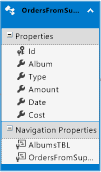 OrdersFromSu...
Properties
Id
Album
Type
Amount
Date
Cost
Navigation Properties
AlbumsTBL
OrdersFromSup...